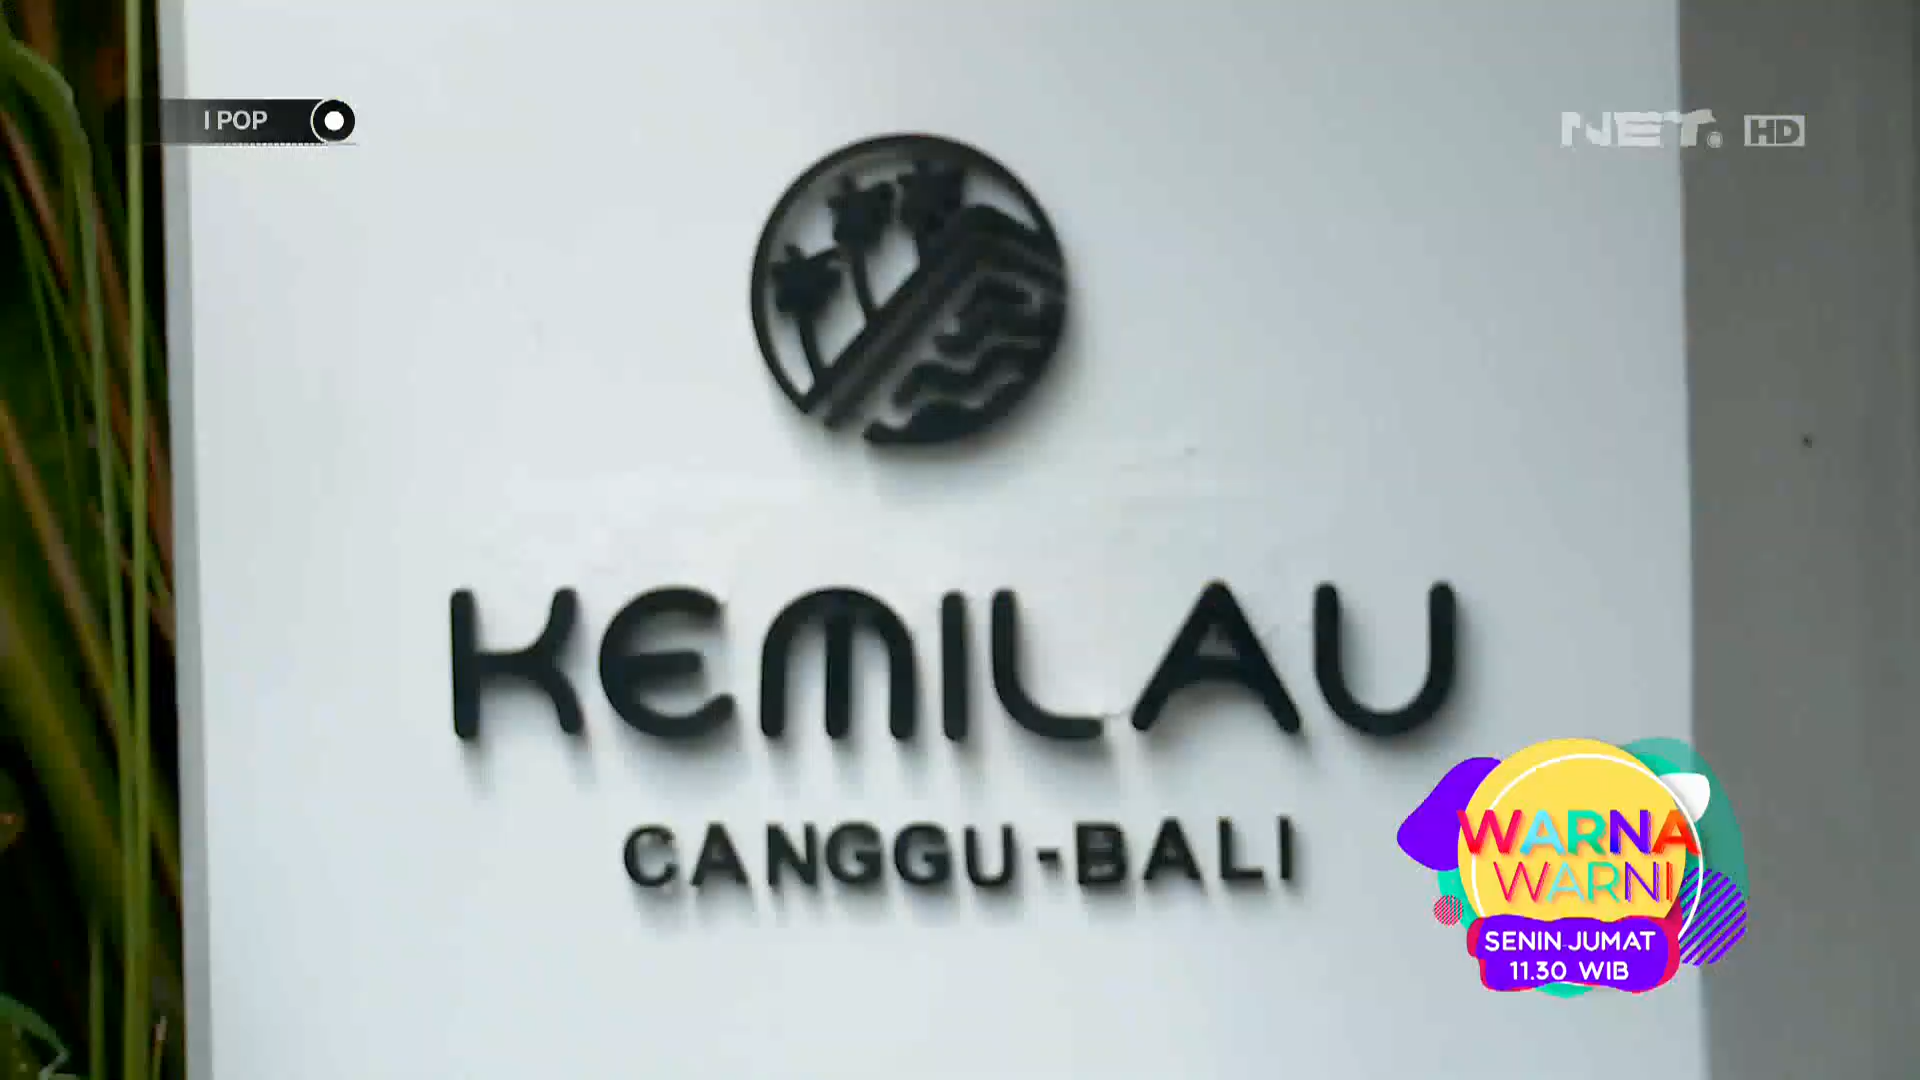 I POP
NET. HD
KEMILAU
CANGGU-BALI
WARNA
WARNI
SENIN-JUMAT
11.30 WIB